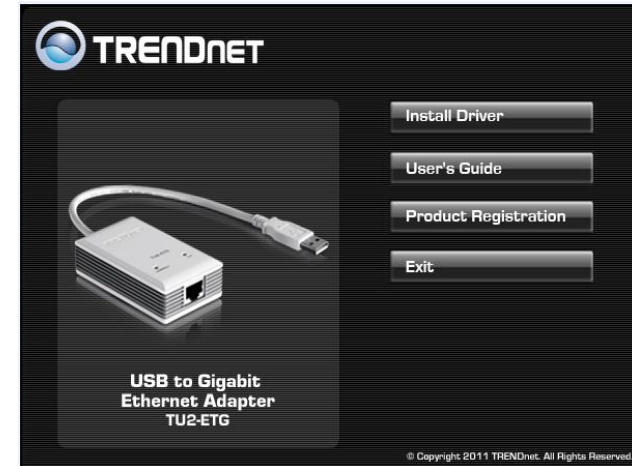 TRENDNET
Install Driver
User's Guide
Product Registration
Exit
USB to Gigabit
Ethernet Adapter
TU2-ETG
© Copyright 2011 TRENDnet. All Rights Reserved.